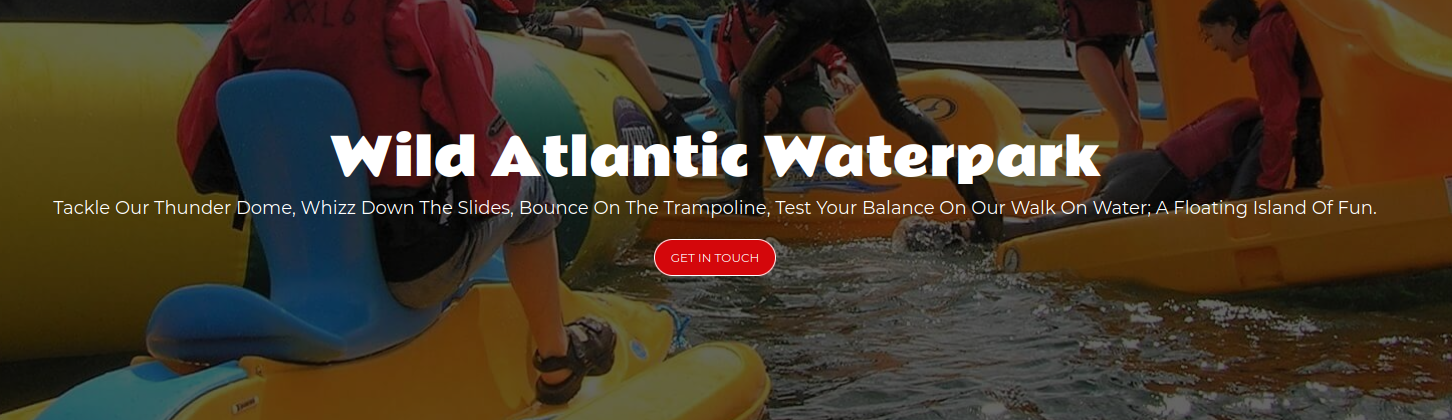 XXL6
Wild Atlantic Waterpark
Tackle Our Thunder Dome, Whizz Down The Slides, Bounce On The Trampoline, Test Your Balance On Our Walk On Water; A Floating Island Of Fun.
GET IN TOUCH